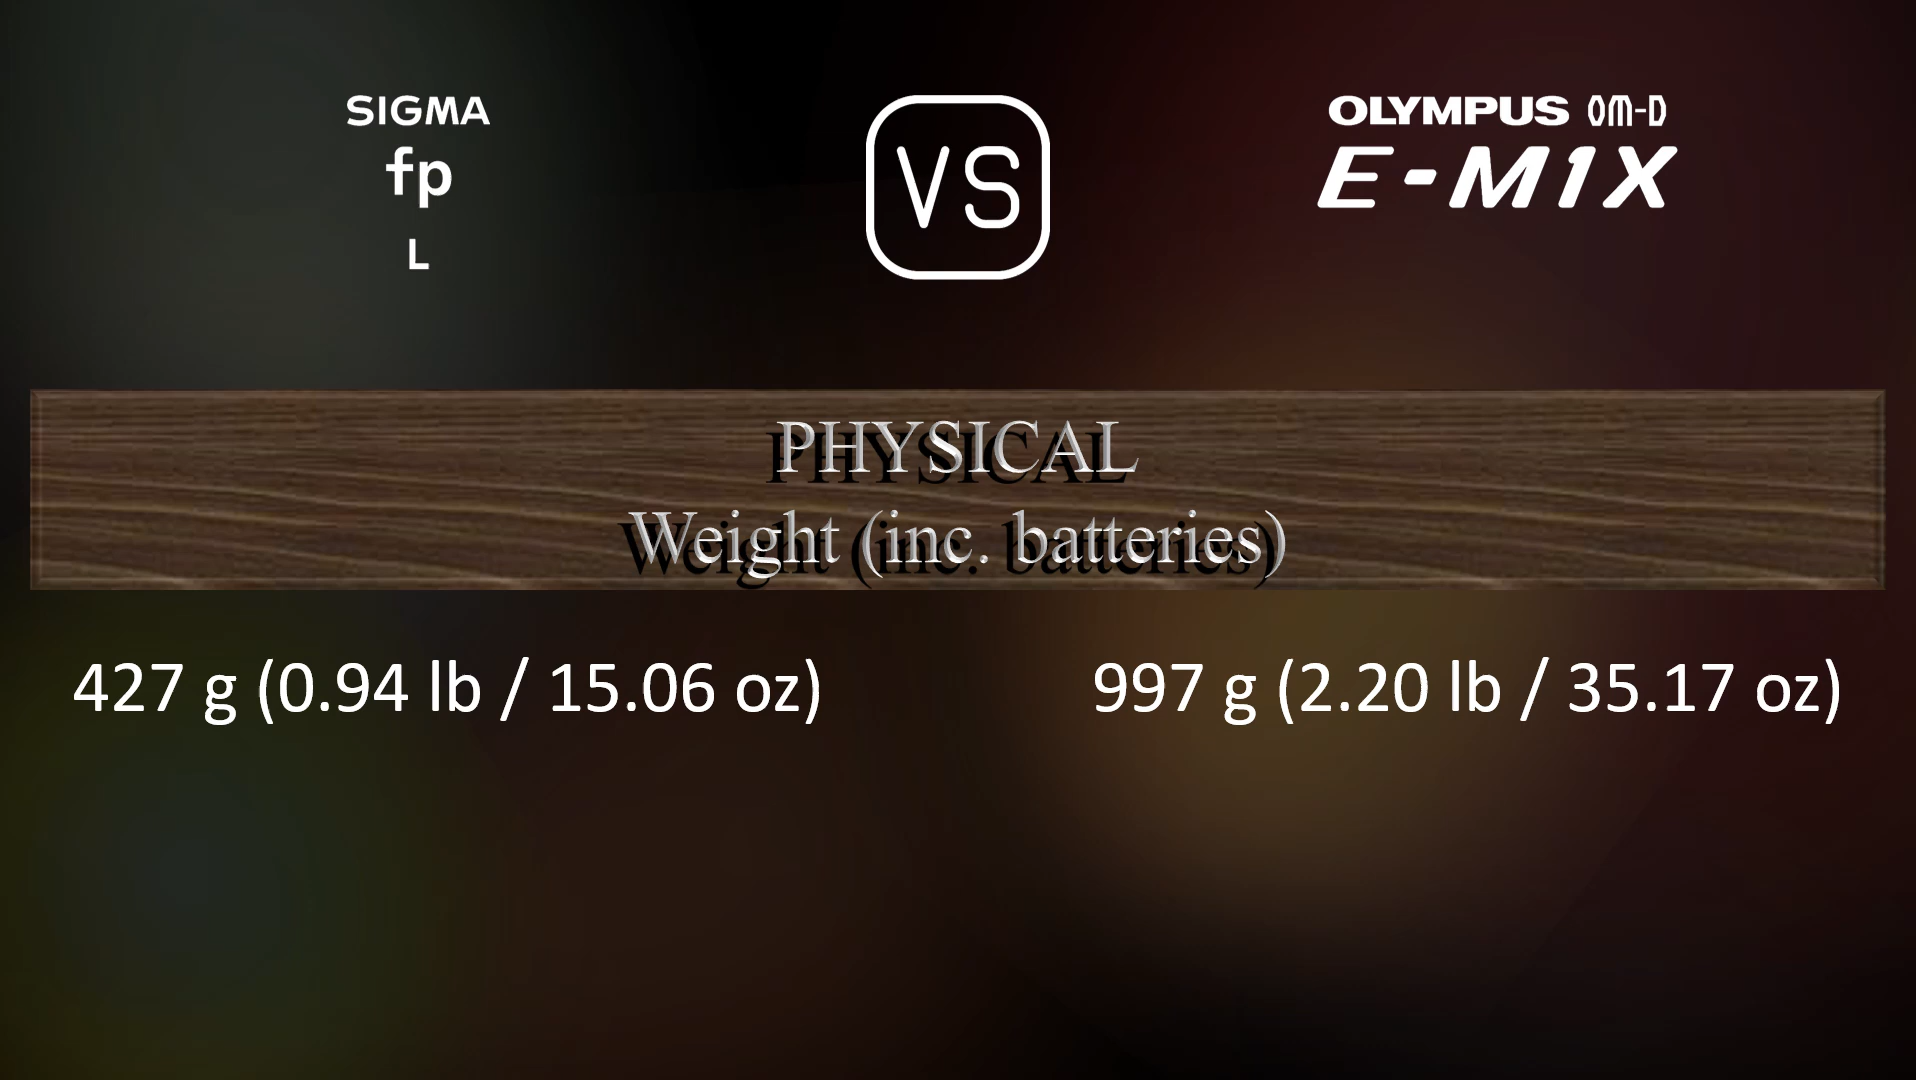 SIGMA
fp
L
VS
OLYMPUS OM-D
E-M1X
PHYSICAL
Weight (inc. batteries)
427 g (0.94 lb / 15.06 oz)
997 g (2.20 lb / 35.17 oz)